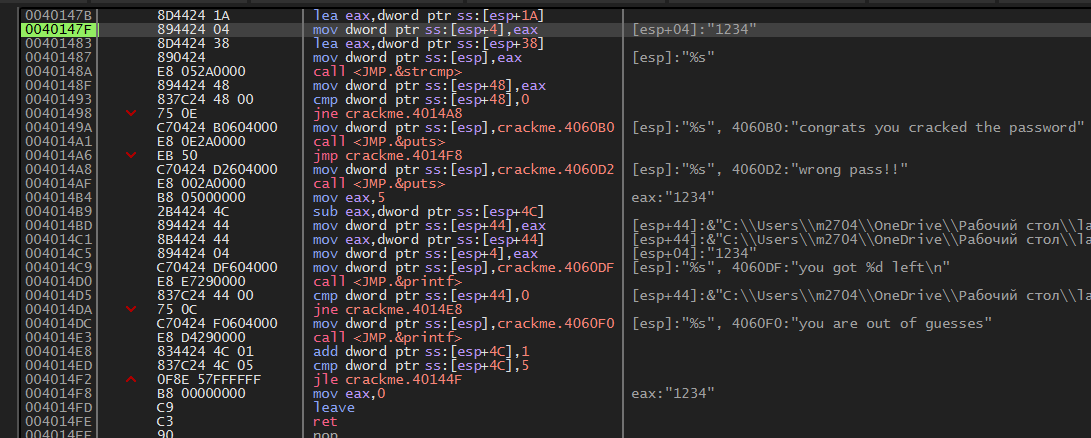 0040147B 8D4424 1A lea eax,dword ptr ss:[esp+1A]
0040147F 894424 04 mov dword ptr ss:[esp+4],eax [esp+04]:"1234"
00401483 8D4424 38 lea eax,dword ptr ss:[esp+38]
00401487 890424 mov dword ptr ss:[esp],eax [esp]:"%s"
0040148A E8 052A0000 call <JMP.&strcmp>
0040148F 894424 48 mov dword ptr ss:[esp+48],eax
00401493 837C24 48 00 cmp dword ptr ss:[esp+48],0
00401498 75 0E jne crackme.4014A8
0040149A C70424 B0604000 mov dword ptr ss:[esp],crackme.4060B0 [esp]:"%s", 4060B0:"congrats you cracked the password"
004014A1 E8 0E2A0000 call <JMP.&puts>
004014A6 EB 50 jmp crackme.4014F8
004014A8 C70424 D2604000 mov dword ptr ss:[esp],crackme.4060D2 [esp]:"%s", 4060D2:"wrong pass!!"
004014AF E8 002A0000 call <JMP.&puts>
004014B4 B8 05000000 mov eax,5 eax:"1234"
004014B9 2B4424 4C sub eax,dword ptr ss:[esp+4C]
004014BD 894424 44 mov dword ptr ss:[esp+44],eax [esp+44]:&"C:\\Users\\m2704\\OneDrive\\Рабочий стол\\la
004014C1 8B4424 44 mov eax,dword ptr ss:[esp+44] [esp+44]:&"C:\\Users\\m2704\\OneDrive\\Рабочий стол\\la
004014C5 894424 04 mov dword ptr ss:[esp+4],eax [esp+04]:"1234"
004014C9 C70424 DF604000 mov dword ptr ss:[esp],crackme.4060DF [esp]:"%s", 4060DF:"you got %d left\n"
004014D0 E8 E7290000 call <JMP.&printf>
004014D5 837C24 44 00 cmp dword ptr ss:[esp+44],0 [esp+44]:&"C:\\Users\\m2704\\OneDrive\\Рабочий стол\\la
004014DA 75 0C jne crackme.4014E8
004014DC C70424 F0604000 mov dword ptr ss:[esp],crackme.4060F0 [esp]:"%s", 4060F0:"you are out of guesses"
004014E3 E8 D4290000 call <JMP.&printf>
004014E8 834424 4C 01 add dword ptr ss:[esp+4C],1
004014ED 837C24 4C 05 cmp dword ptr ss:[esp+4C],5
004014F2 0F8E 57FFFFFF jle crackme.40144F
004014F8 B8 00000000 mov eax,0 eax:"1234"
004014FD C9 leave
004014FE C3 ret
004014FF 90 nop